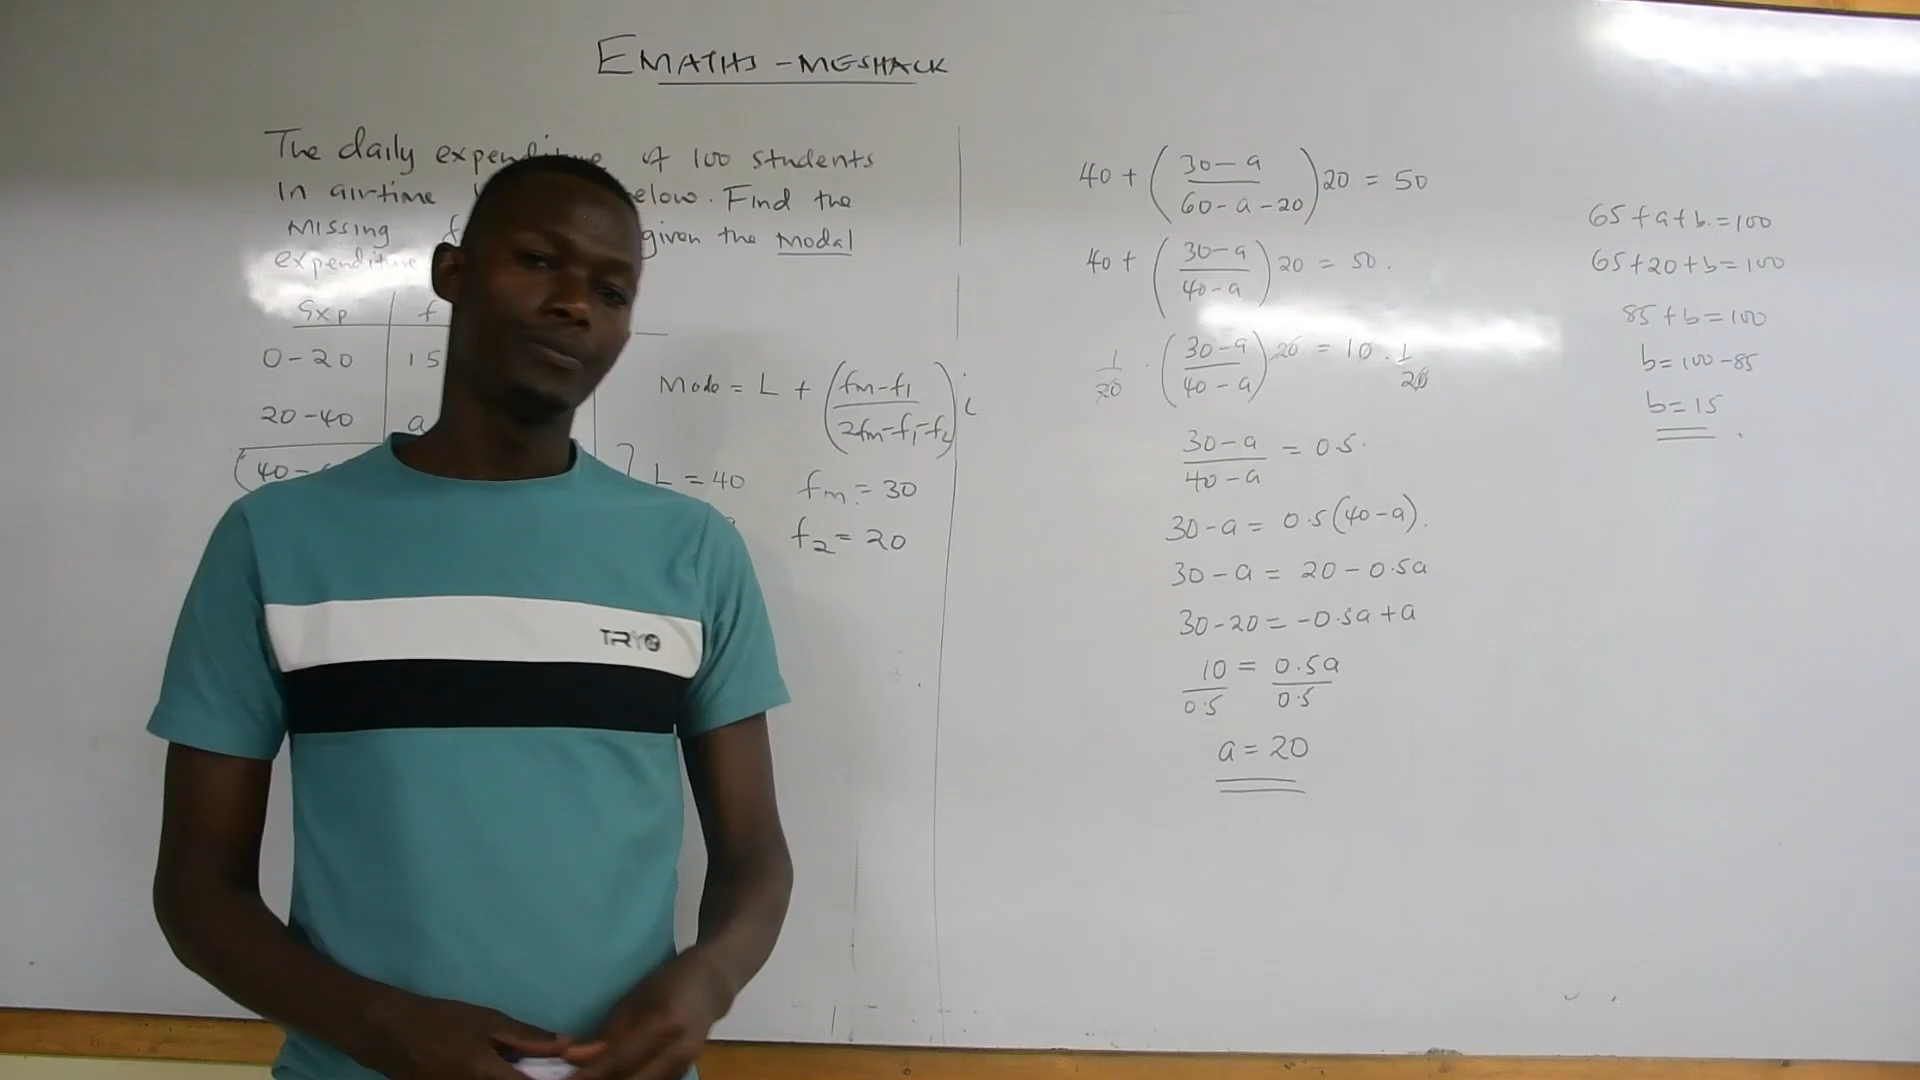 EMATHS - MESHACK
The daily of 100 students
In airtime below. Find the
missing given the modal
expenditure
Exp f
0-20 15
20-40 a
40-
Mode = L + (fm-f1 / 2fm-f1-f2) i
L = 40 fm = 30
f2 = 20
40 + (30-a / 60-a-20) 20 = 50
40 + (30-a / 40-a) 20 = 50.
1/20 · (30-a / 40-a) 20 = 10 · 1/20
30-a / 40-a = 0.5.
30-a = 0.5(40-a).
30-a = 20-0.5a
30-20 = -0.5a+a
10 / 0.5 = 0.5a / 0.5
a = 20
65+a+b=100
65+20+b=100
85+b=100
b=100-85
b=15
TRYO